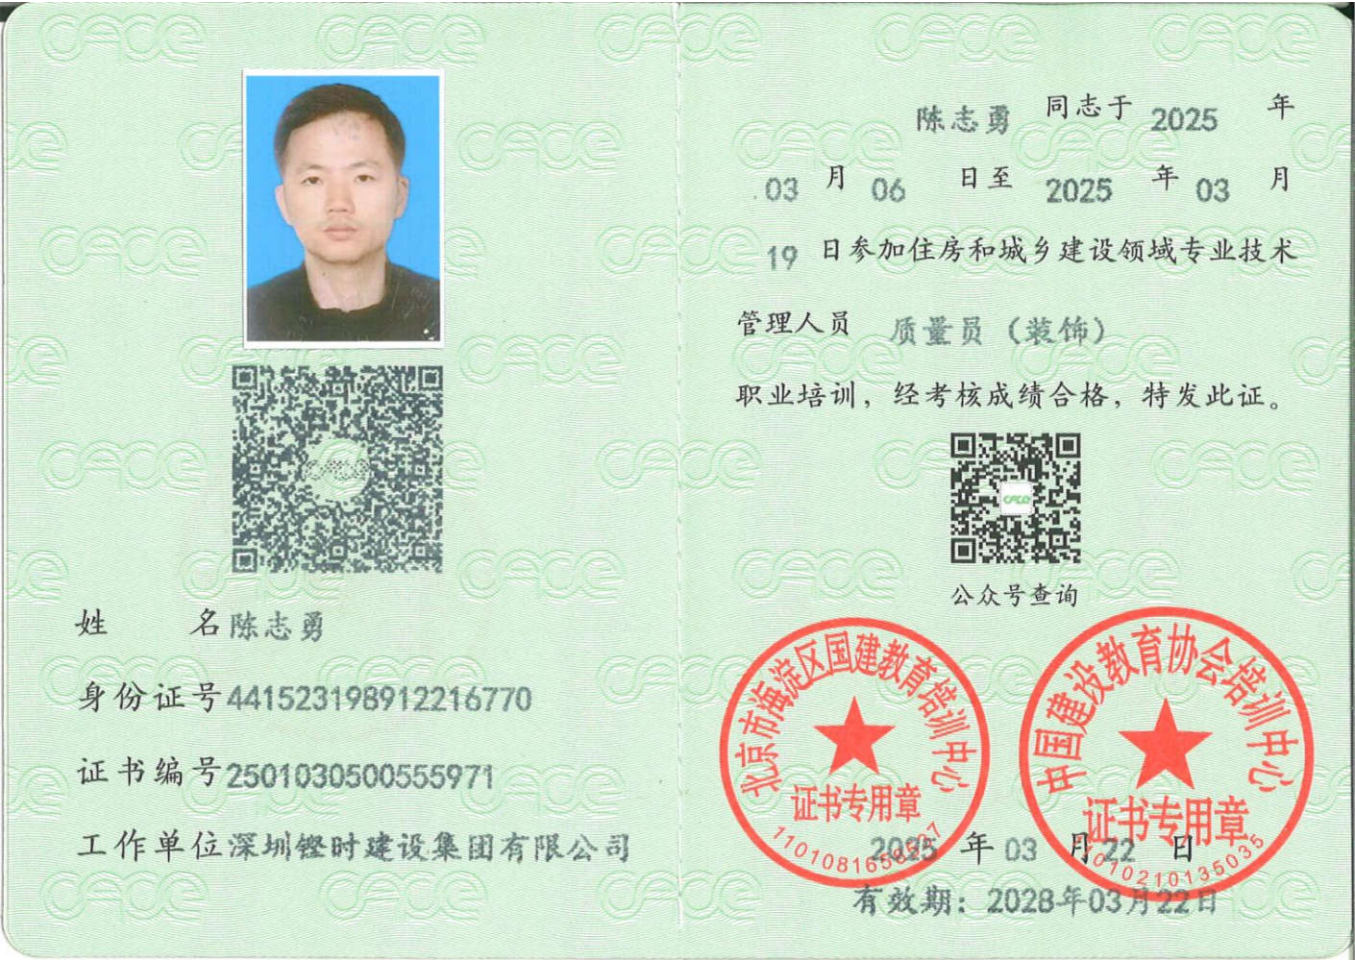 姓 名 陈志勇
身份证号 441523198912216770
证书编号 2501030500555971
工作单位 深圳铿时建设集团有限公司
陈志勇 同志于 2025 年
03 月 06 日至 2025 年 03 月
19 日参加住房和城乡建设领域专业技术
管理人员 质量员（装饰）
职业培训，经考核成绩合格，特发此证。
CACE
公众号查询
北京市海淀区国建教育培训中心
证书专用章
中国建设教育协会培训中心
证书专用章
2025 年 03 月 22 日
有效期：2028年03月22日